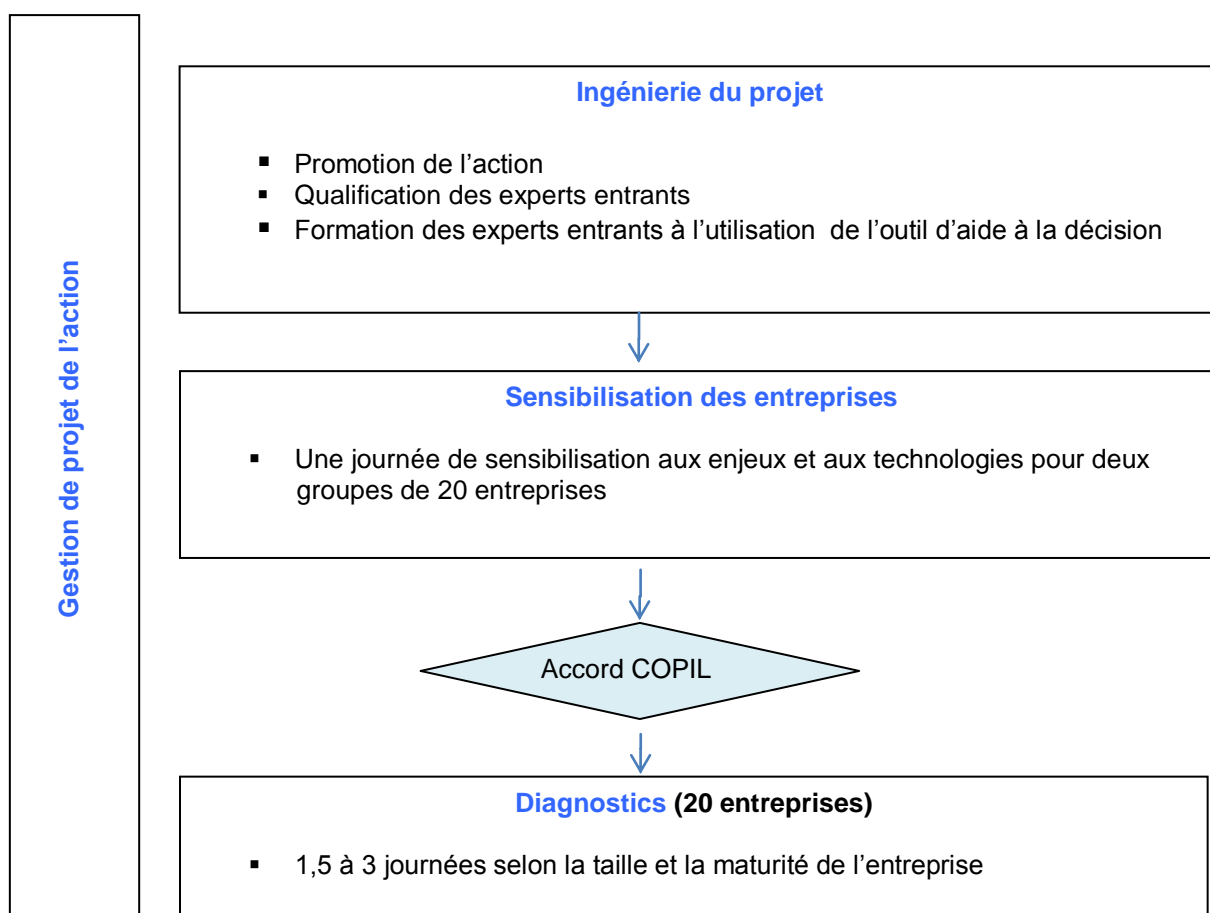 Gestion de projet de l’action
Ingénierie du projet
▪ Promotion de l’action
▪ Qualification des experts entrants
▪ Formation des experts entrants à l’utilisation de l’outil d’aide à la décision
Sensibilisation des entreprises
▪ Une journée de sensibilisation aux enjeux et aux technologies pour deux
groupes de 20 entreprises
Accord COPIL
Diagnostics (20 entreprises)
▪ 1,5 à 3 journées selon la taille et la maturité de l’entreprise